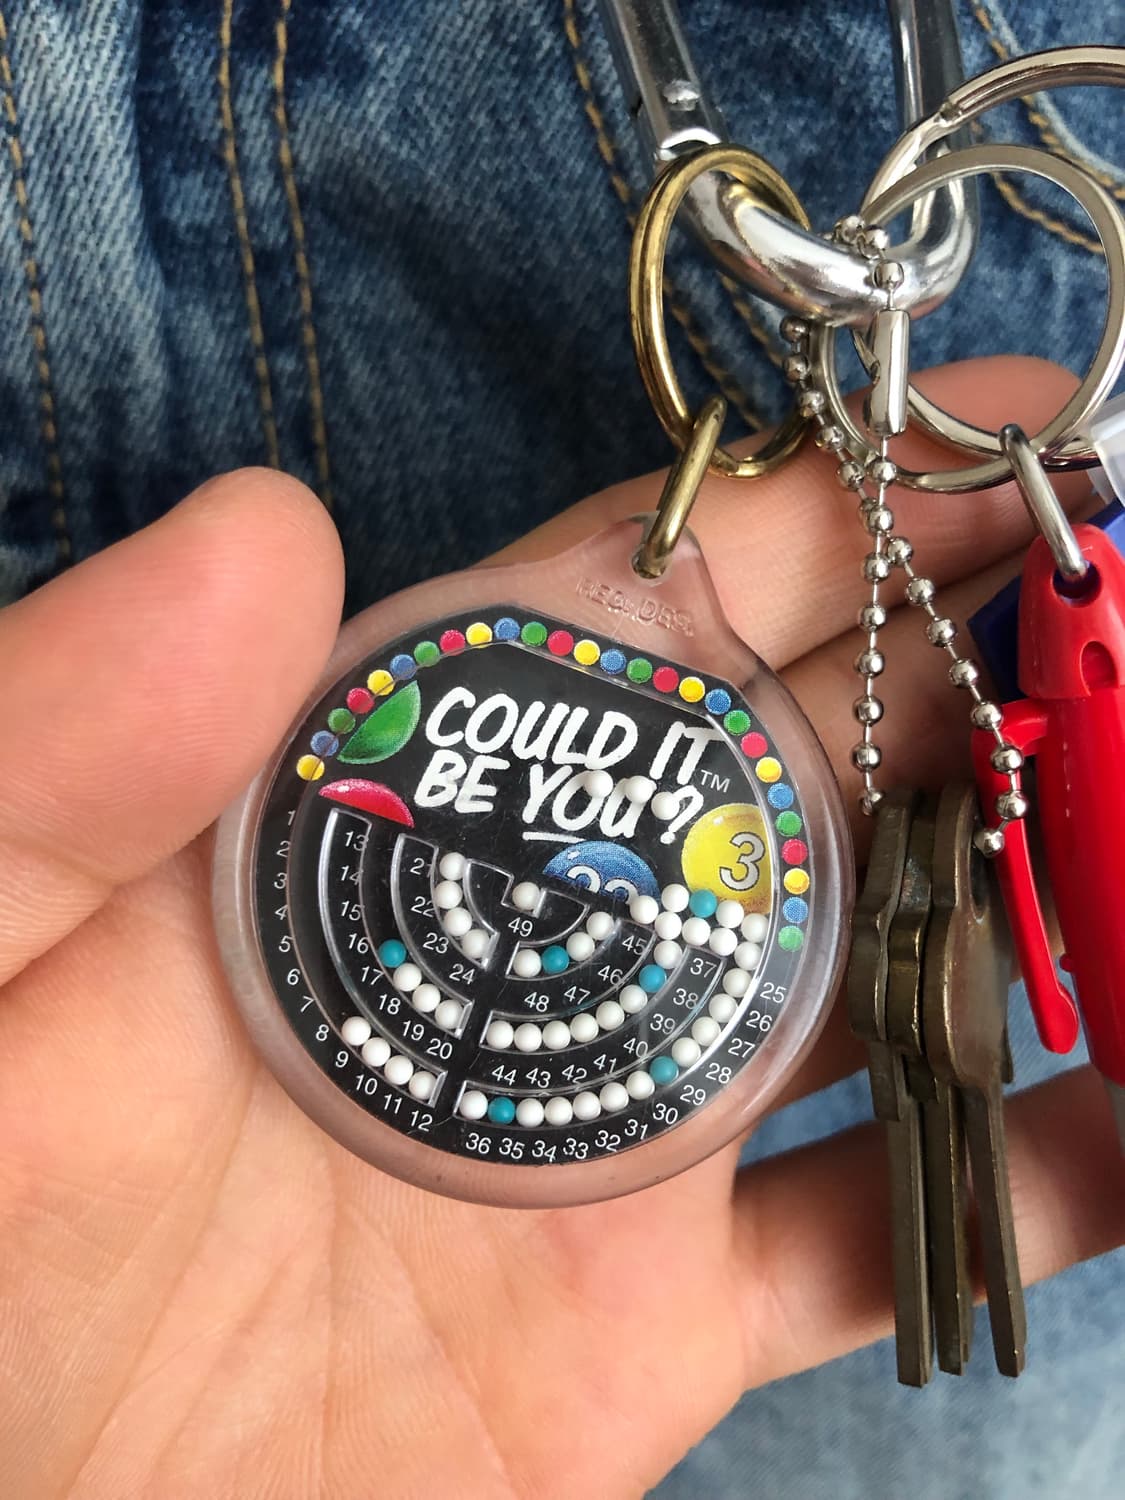 REG. DES.
COULD IT
BE YOU?™
3
1 13 21
2 14 22 49 45 37 25
3 15 23 46 38 26
4 16 24 48 47 39 27
5 17 40 28
6 18 44 43 42 41 29
7 19 30
8 20 31
9 32
10 33
11 34
12 36 35